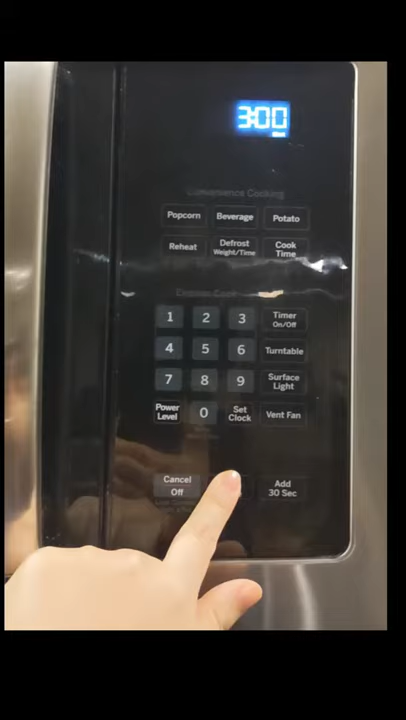 3:00
Convenience Cooking
Popcorn Beverage Potato
Reheat Defrost Weight/Time Cook Time
1 2 3 Timer On/Off
4 5 6 Turntable
7 8 9 Surface Light
Power Level 0 Set Clock Vent Fan
Cancel Off Add 30 Sec